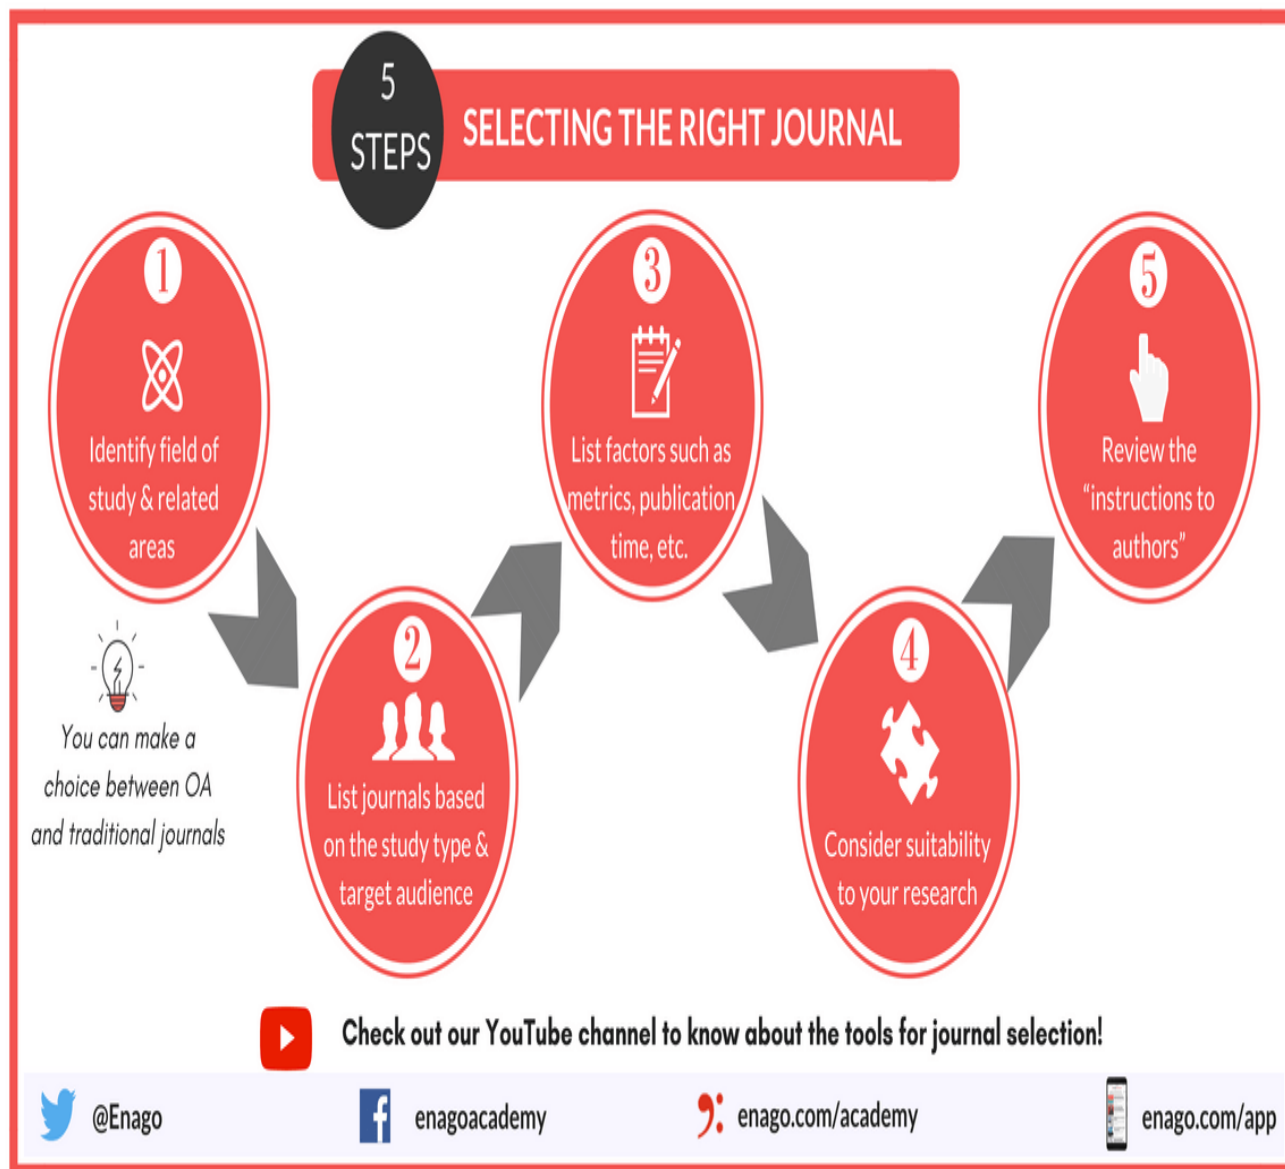 5
STEPS
SELECTING THE RIGHT JOURNAL
1
Identify field of
study & related
areas
You can make a
choice between OA
and traditional journals
2
List journals based
on the study type &
target audience
3
List factors such as
metrics, publication
time, etc.
4
Consider suitability
to your research
5
Review the
“instructions to
authors”
Check out our YouTube channel to know about the tools for journal selection!
@Enago
enagoacademy
enago.com/academy
enago.com/app